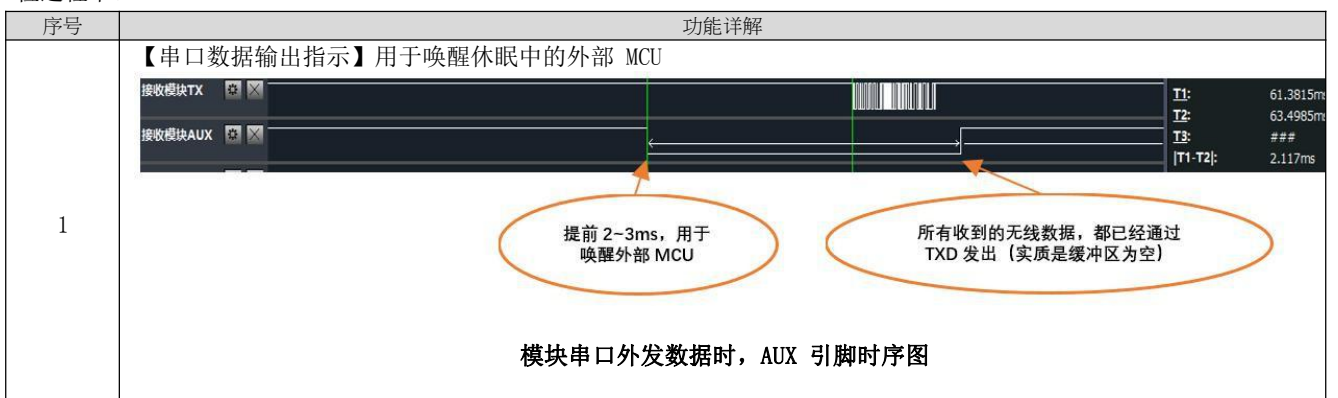 序号
功能详解
1
【串口数据输出指示】用于唤醒休眠中的外部 MCU
接收模块TX
接收模块AUX
T1: 61.3815m
T2: 63.4985m
T3: ###
|T1-T2|: 2.117ms
提前 2~3ms，用于
唤醒外部 MCU
所有收到的无线数据，都已经通过
TXD 发出（实质是缓冲区为空）
模块串口外发数据时，AUX 引脚时序图